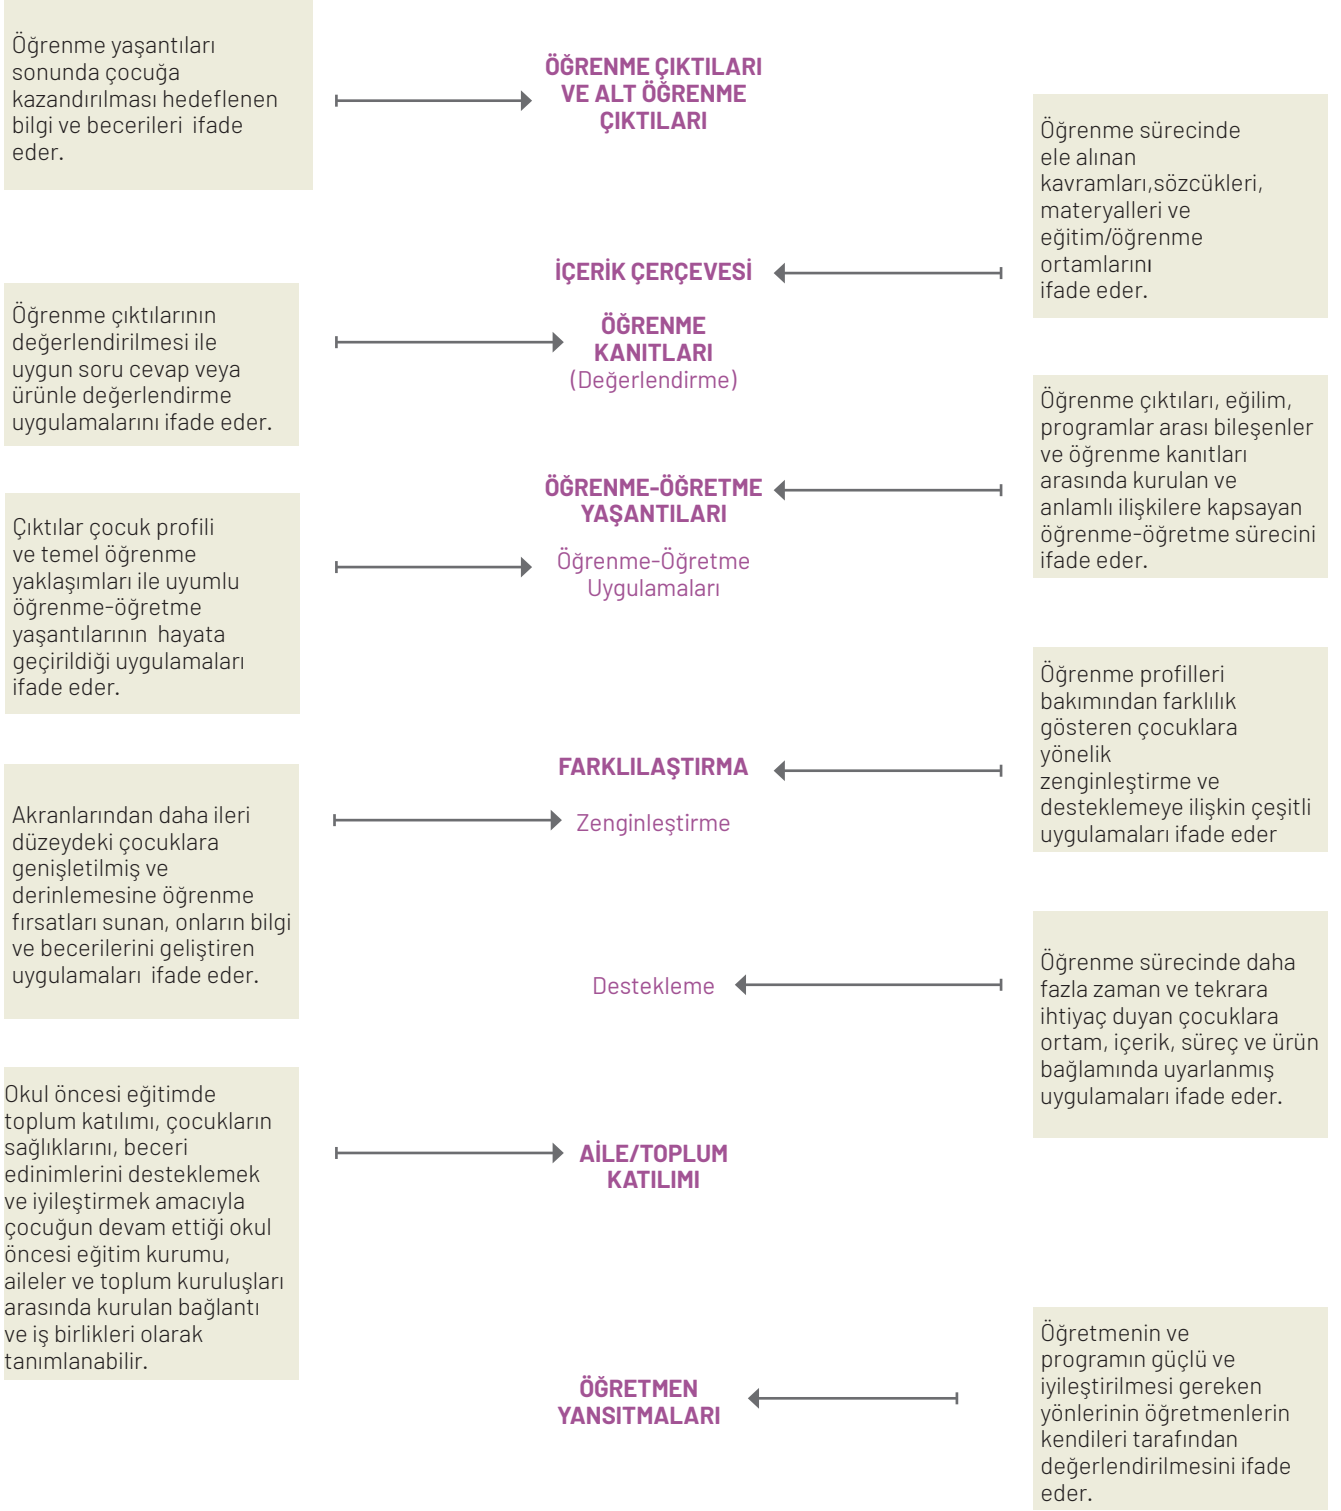 Öğrenme yaşantıları
sonunda çocuğa
kazandırılması hedeflenen
bilgi ve becerileri ifade
eder.
ÖĞRENME ÇIKTILARI
VE ALT ÖĞRENME
ÇIKTILARI
Öğrenme sürecinde
ele alınan
kavramları,sözcükleri,
materyalleri ve
eğitim/öğrenme
ortamlarını
ifade eder.
İÇERİK ÇERÇEVESİ
Öğrenme çıktılarının
değerlendirilmesi ile
uygun soru cevap veya
ürünle değerlendirme
uygulamalarını ifade eder.
ÖĞRENME
KANITLARI
(Değerlendirme)
Öğrenme çıktıları, eğilim,
programlar arası bileşenler
ve öğrenme kanıtları
arasında kurulan ve
anlamlı ilişkilere kapsayan
öğrenme-öğretme sürecini
ifade eder.
ÖĞRENME-ÖĞRETME
YAŞANTILARI
Çıktılar çocuk profili
ve temel öğrenme
yaklaşımları ile uyumlu
öğrenme-öğretme
yaşantılarının hayata
geçirildiği uygulamaları
ifade eder.
Öğrenme-Öğretme
Uygulamaları
Öğrenme profilleri
bakımından farklılık
gösteren çocuklara
yönelik
zenginleştirme ve
desteklemeye ilişkin çeşitli
uygulamaları ifade eder
FARKLILAŞTIRMA
Akranlarından daha ileri
düzeydeki çocuklara
genişletilmiş ve
derinlemesine öğrenme
fırsatları sunan, onların bilgi
ve becerilerini geliştiren
uygulamaları ifade eder.
Zenginleştirme
Öğrenme sürecinde daha
fazla zaman ve tekrara
ihtiyaç duyan çocuklara
ortam, içerik, süreç ve ürün
bağlamında uyarlanmış
uygulamaları ifade eder.
Destekleme
Okul öncesi eğitimde
toplum katılımı, çocukların
sağlıklarını, beceri
edinimlerini desteklemek
ve iyileştirmek amacıyla
çocuğun devam ettiği okul
öncesi eğitim kurumu,
aileler ve toplum kuruluşları
arasında kurulan bağlantı
ve iş birlikleri olarak
tanımlanabilir.
AİLE/TOPLUM
KATILIMI
Öğretmenin ve
programın güçlü ve
iyileştirilmesi gereken
yönlerinin öğretmenlerin
kendileri tarafından
değerlendirilmesini ifade
eder.
ÖĞRETMEN
YANSITMALARI